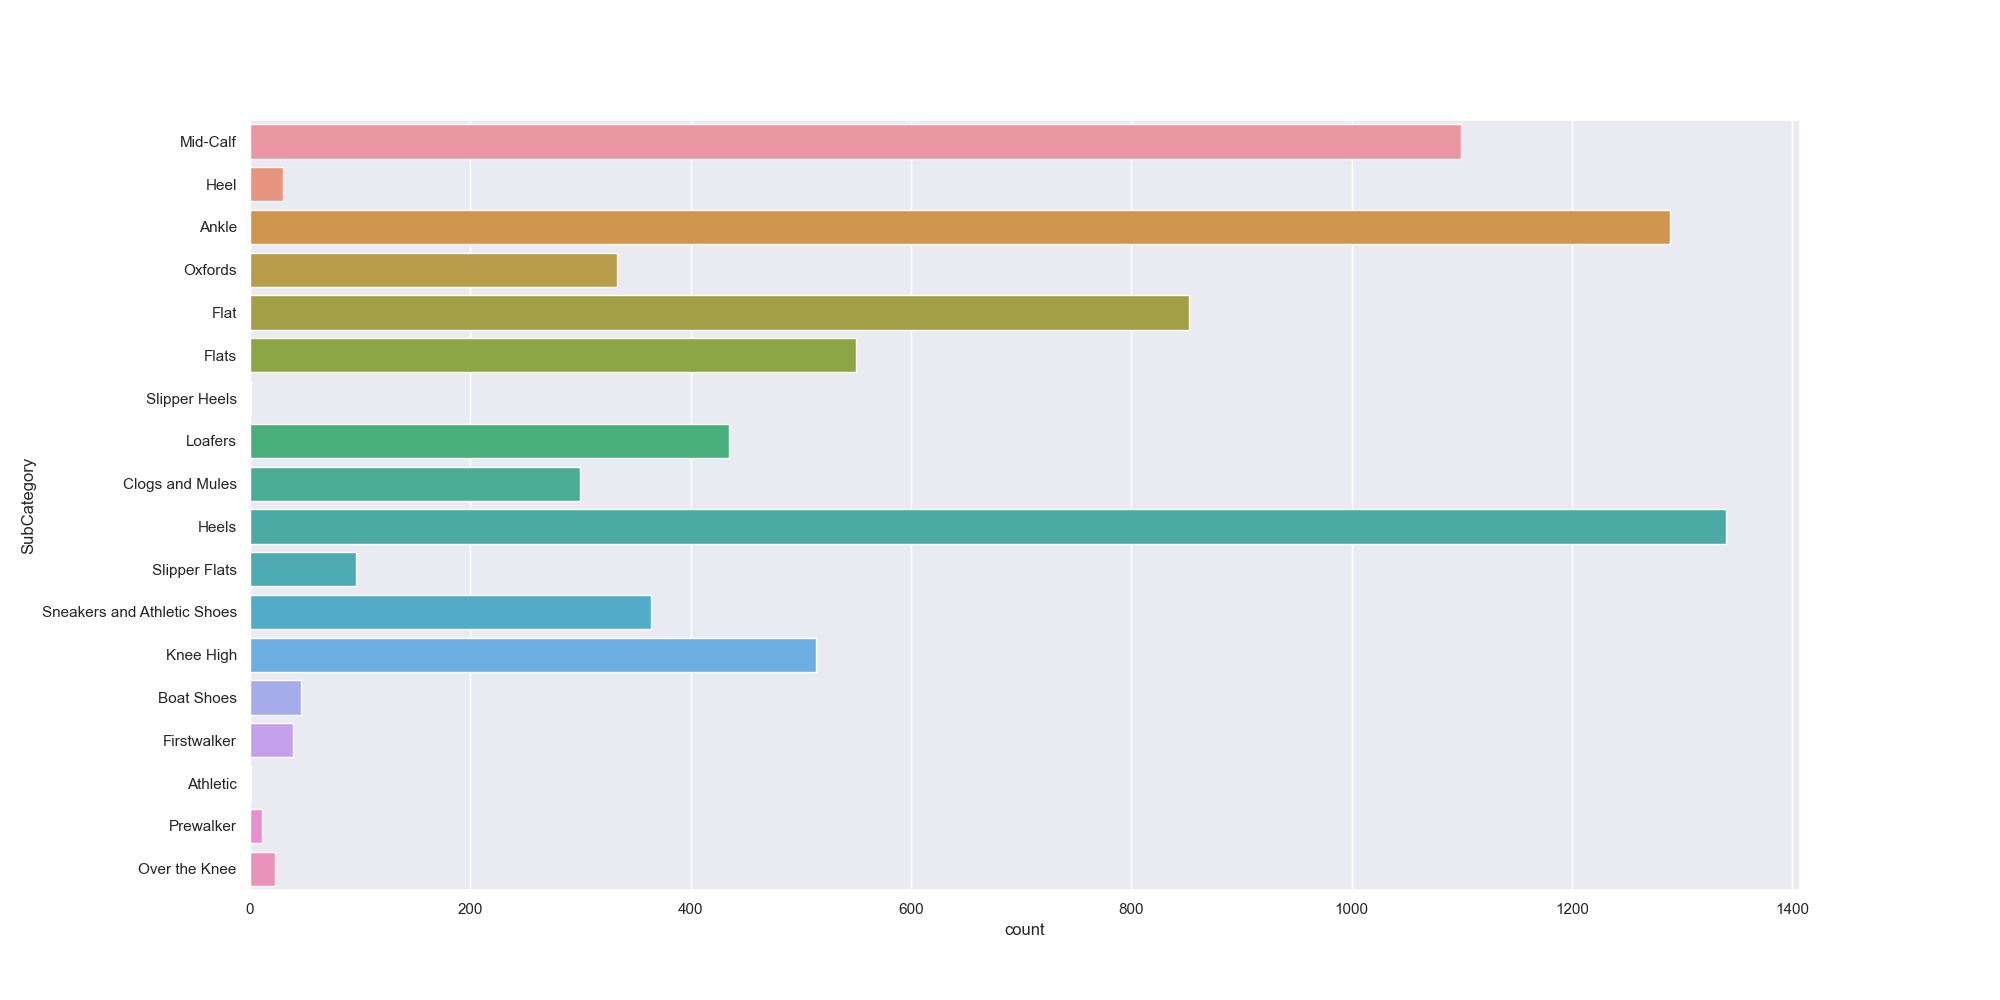 Mid-Calf
Heel
Ankle
Oxfords
Flat
Flats
Slipper Heels
Loafers
Clogs and Mules
Heels
Slipper Flats
Sneakers and Athletic Shoes
Knee High
Boat Shoes
Firstwalker
Athletic
Prewalker
Over the Knee
SubCategory
0 200 400 600 800 1000 1200 1400
count